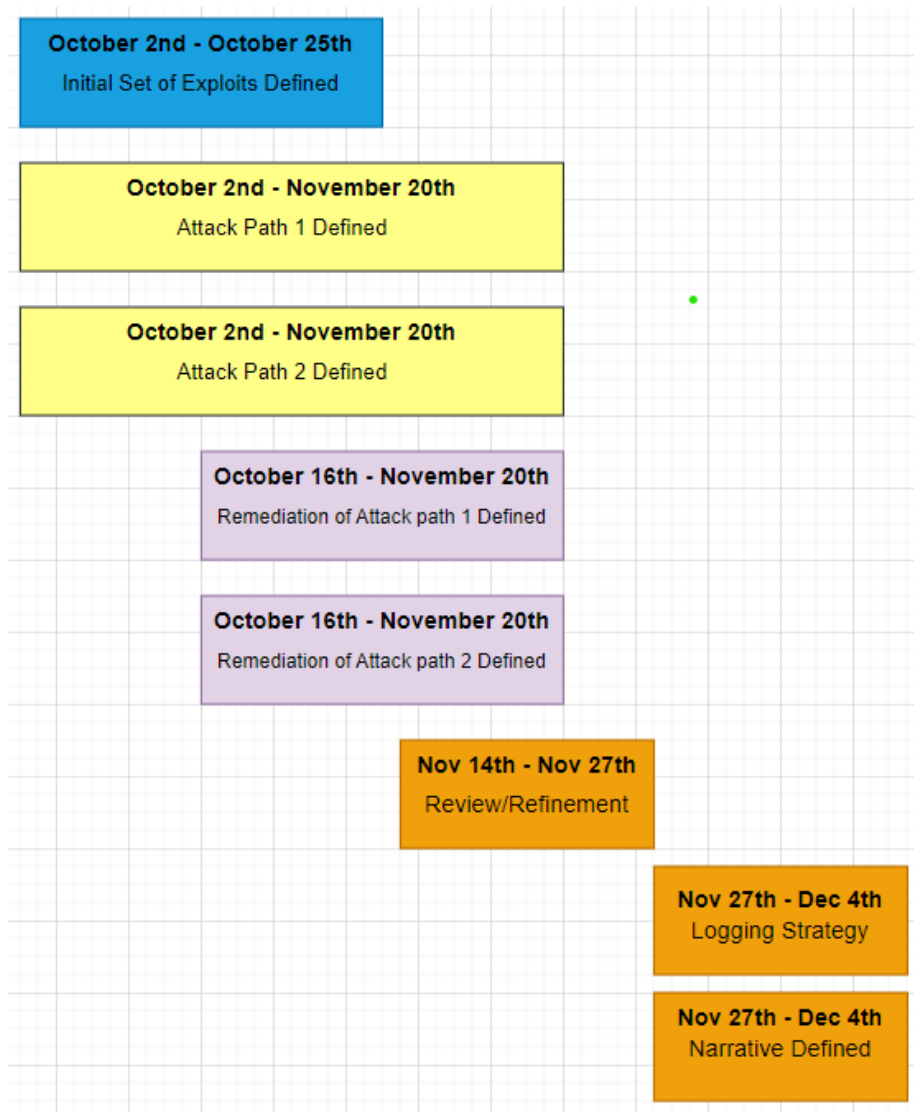 October 2nd - October 25th
Initial Set of Exploits Defined
October 2nd - November 20th
Attack Path 1 Defined
October 2nd - November 20th
Attack Path 2 Defined
October 16th - November 20th
Remediation of Attack path 1 Defined
October 16th - November 20th
Remediation of Attack path 2 Defined
Nov 14th - Nov 27th
Review/Refinement
Nov 27th - Dec 4th
Logging Strategy
Nov 27th - Dec 4th
Narrative Defined